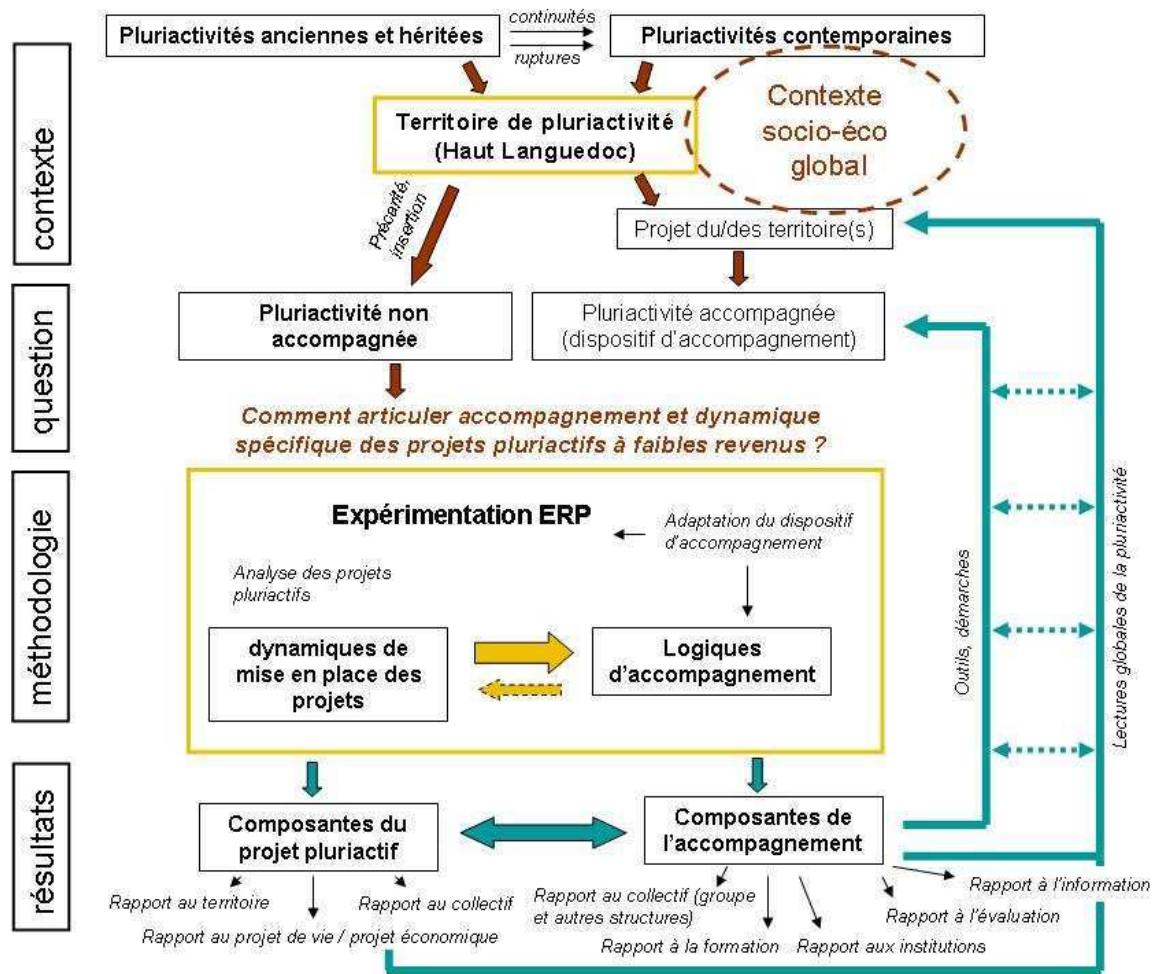 continuités
Pluriactivités anciennes et héritées
Pluriactivités contemporaines
ruptures
contexte
Contexte
socio-éco
global
Territoire de pluriactivité
(Haut Languedoc)
Précarité,
insertion
Projet du/des territoire(s)
question
Pluriactivité non
accompagnée
Pluriactivité accompagnée
(dispositif d'accompagnement)
Comment articuler accompagnement et dynamique
spécifique des projets pluriactifs à faibles revenus ?
méthodologie
Expérimentation ERP
Adaptation du dispositif
d'accompagnement
Analyse des projets
pluriactifs
dynamiques de
mise en place des
projets
Logiques
d'accompagnement
Outils, démarches
Lectures globales de la pluriactivité
résultats
Composantes du
projet pluriactif
Composantes de
l'accompagnement
Rapport au territoire
Rapport au collectif
Rapport au projet de vie / projet économique
Rapport au collectif (groupe
et autres structures)
Rapport à la formation
Rapport aux institutions
Rapport à l'évaluation
Rapport à l'information